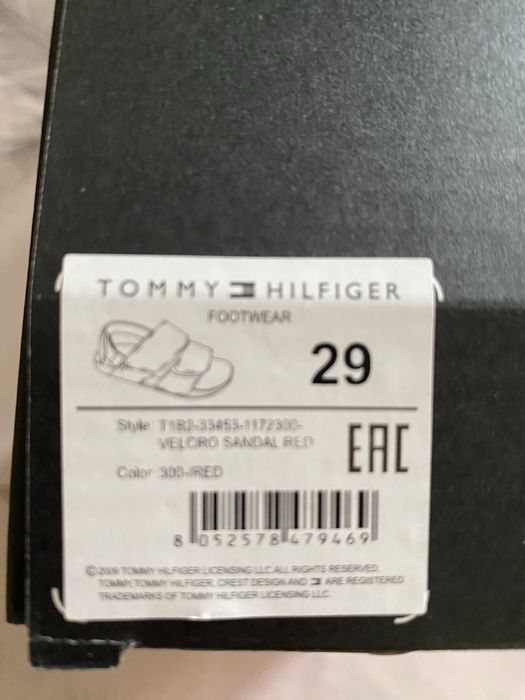 TOMMY HILFIGER
FOOTWEAR
29
Style: T1B2-33453-1172300-
VELCRO SANDAL RED
EAC
Color: 300-/RED
8 052578 479469
©2009 TOMMY HILFIGER LICENSING LLC ALL RIGHTS RESERVED.
TOMMY, TOMMY HILFIGER, CREST DESIGN AND ARE REGISTERED
TRADEMARKS OF TOMMY HILFIGER LICENSING LLC.